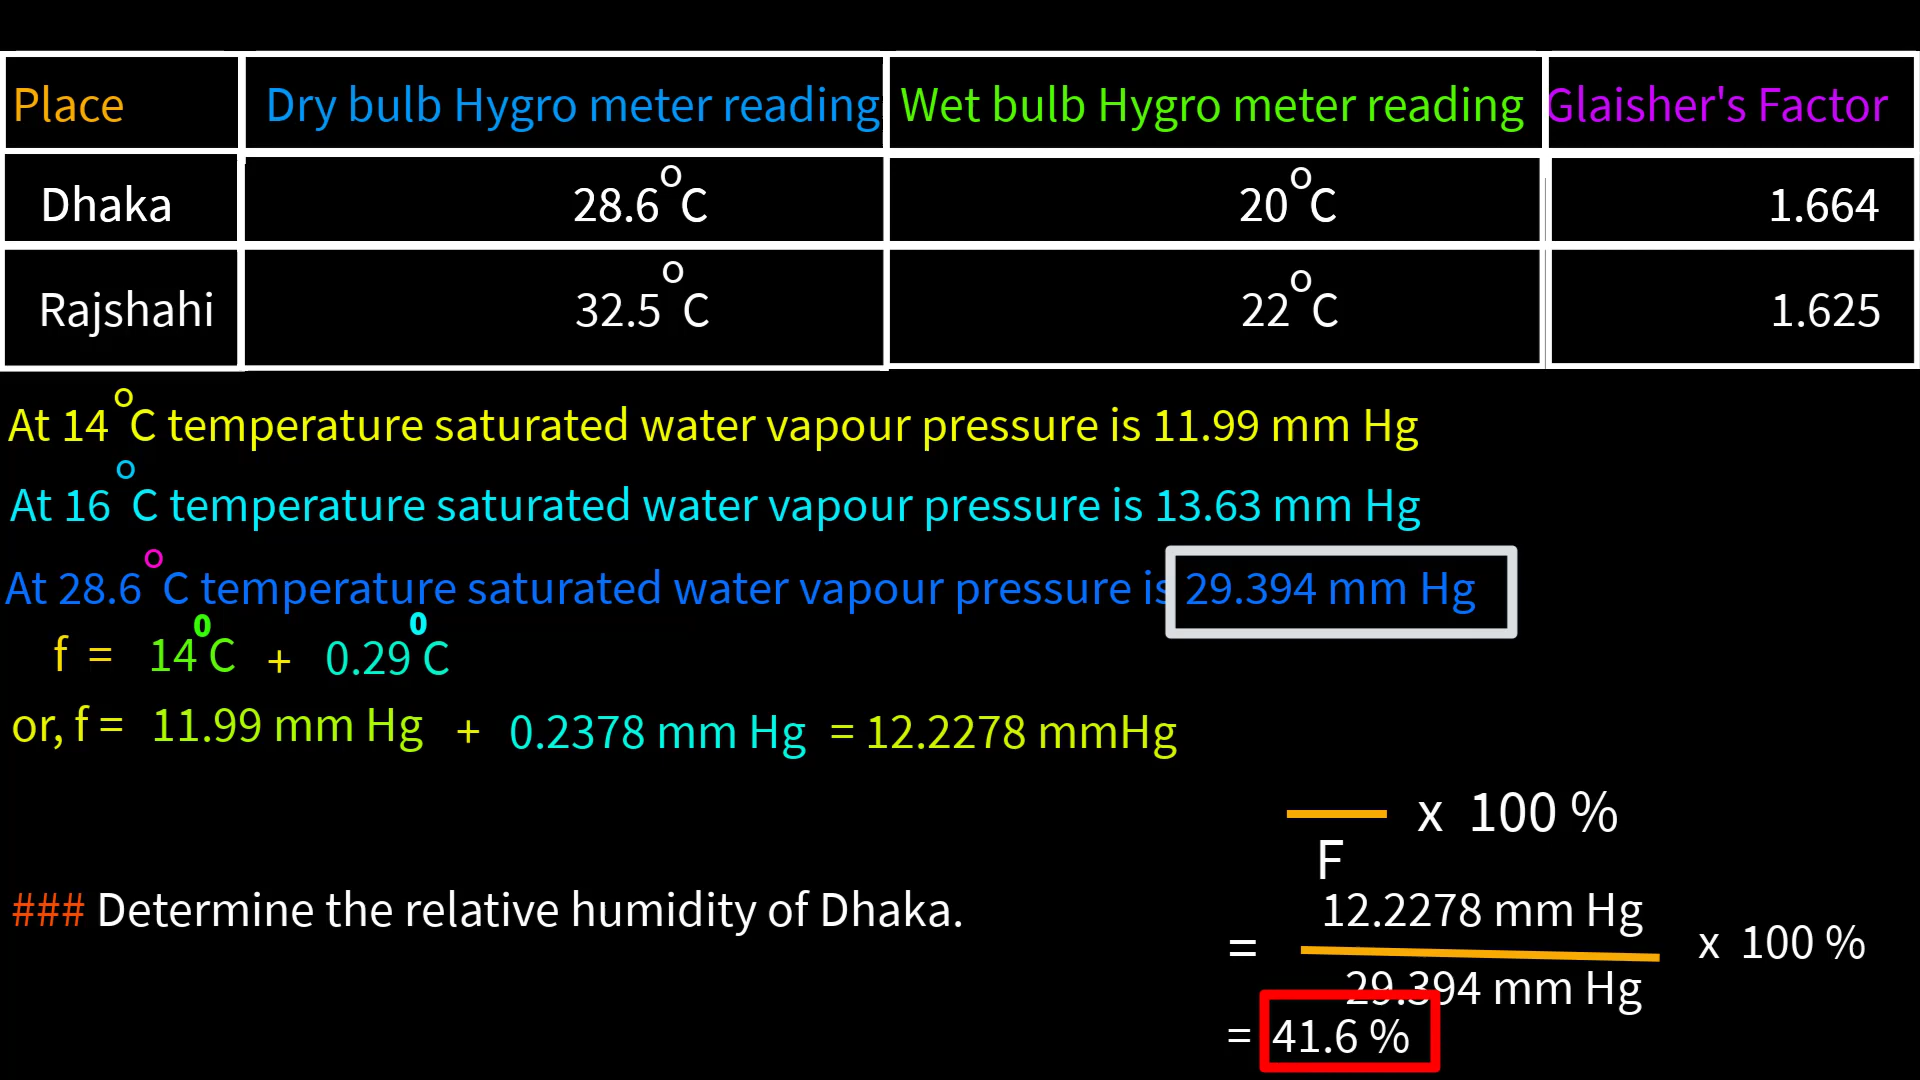 Place Dry bulb Hygro meter reading Wet bulb Hygro meter reading Glaisher's Factor
Dhaka 28.6°C 20°C 1.664
Rajshahi 32.5°C 22°C 1.625
At 14°C temperature saturated water vapour pressure is 11.99 mm Hg
At 16°C temperature saturated water vapour pressure is 13.63 mm Hg
At 28.6°C temperature saturated water vapour pressure is 29.394 mm Hg
f = 14°C + 0.29°C
or, f = 11.99 mm Hg + 0.2378 mm Hg = 12.2278 mmHg
x 100 %
F
### Determine the relative humidity of Dhaka.
12.2278 mm Hg
= x 100 %
29.394 mm Hg
= 41.6 %